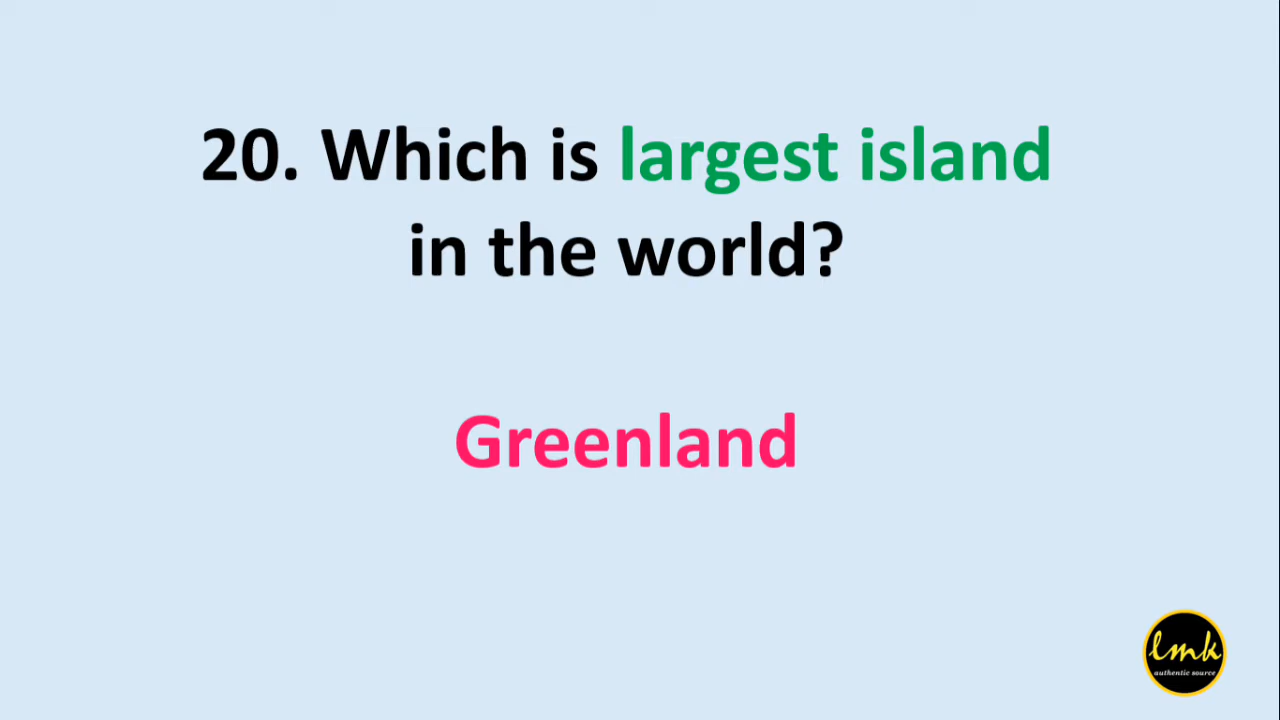 20. Which is largest island
in the world?
Greenland
lmk
authentic source